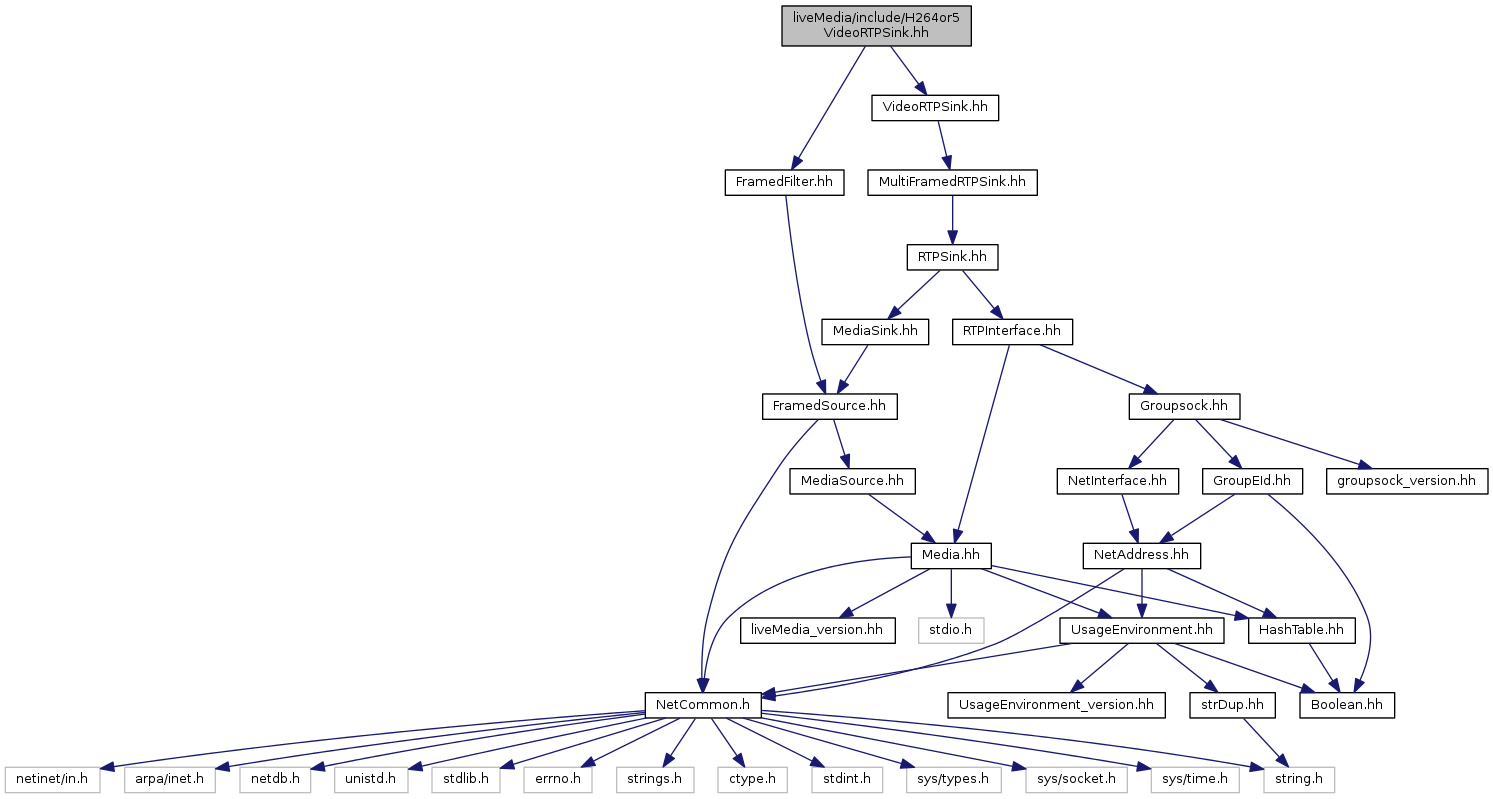 liveMedia/include/H264or5
VideoRTPSink.hh
VideoRTPSink.hh
FramedFilter.hh
MultiFramedRTPSink.hh
RTPSink.hh
MediaSink.hh
RTPInterface.hh
FramedSource.hh
Groupsock.hh
MediaSource.hh
NetInterface.hh
GroupEId.hh
groupsock_version.hh
Media.hh
NetAddress.hh
liveMedia_version.hh
stdio.h
UsageEnvironment.hh
HashTable.hh
NetCommon.h
UsageEnvironment_version.hh
strDup.hh
Boolean.hh
netinet/in.h
arpa/inet.h
netdb.h
unistd.h
stdlib.h
errno.h
strings.h
ctype.h
stdint.h
sys/types.h
sys/socket.h
sys/time.h
string.h